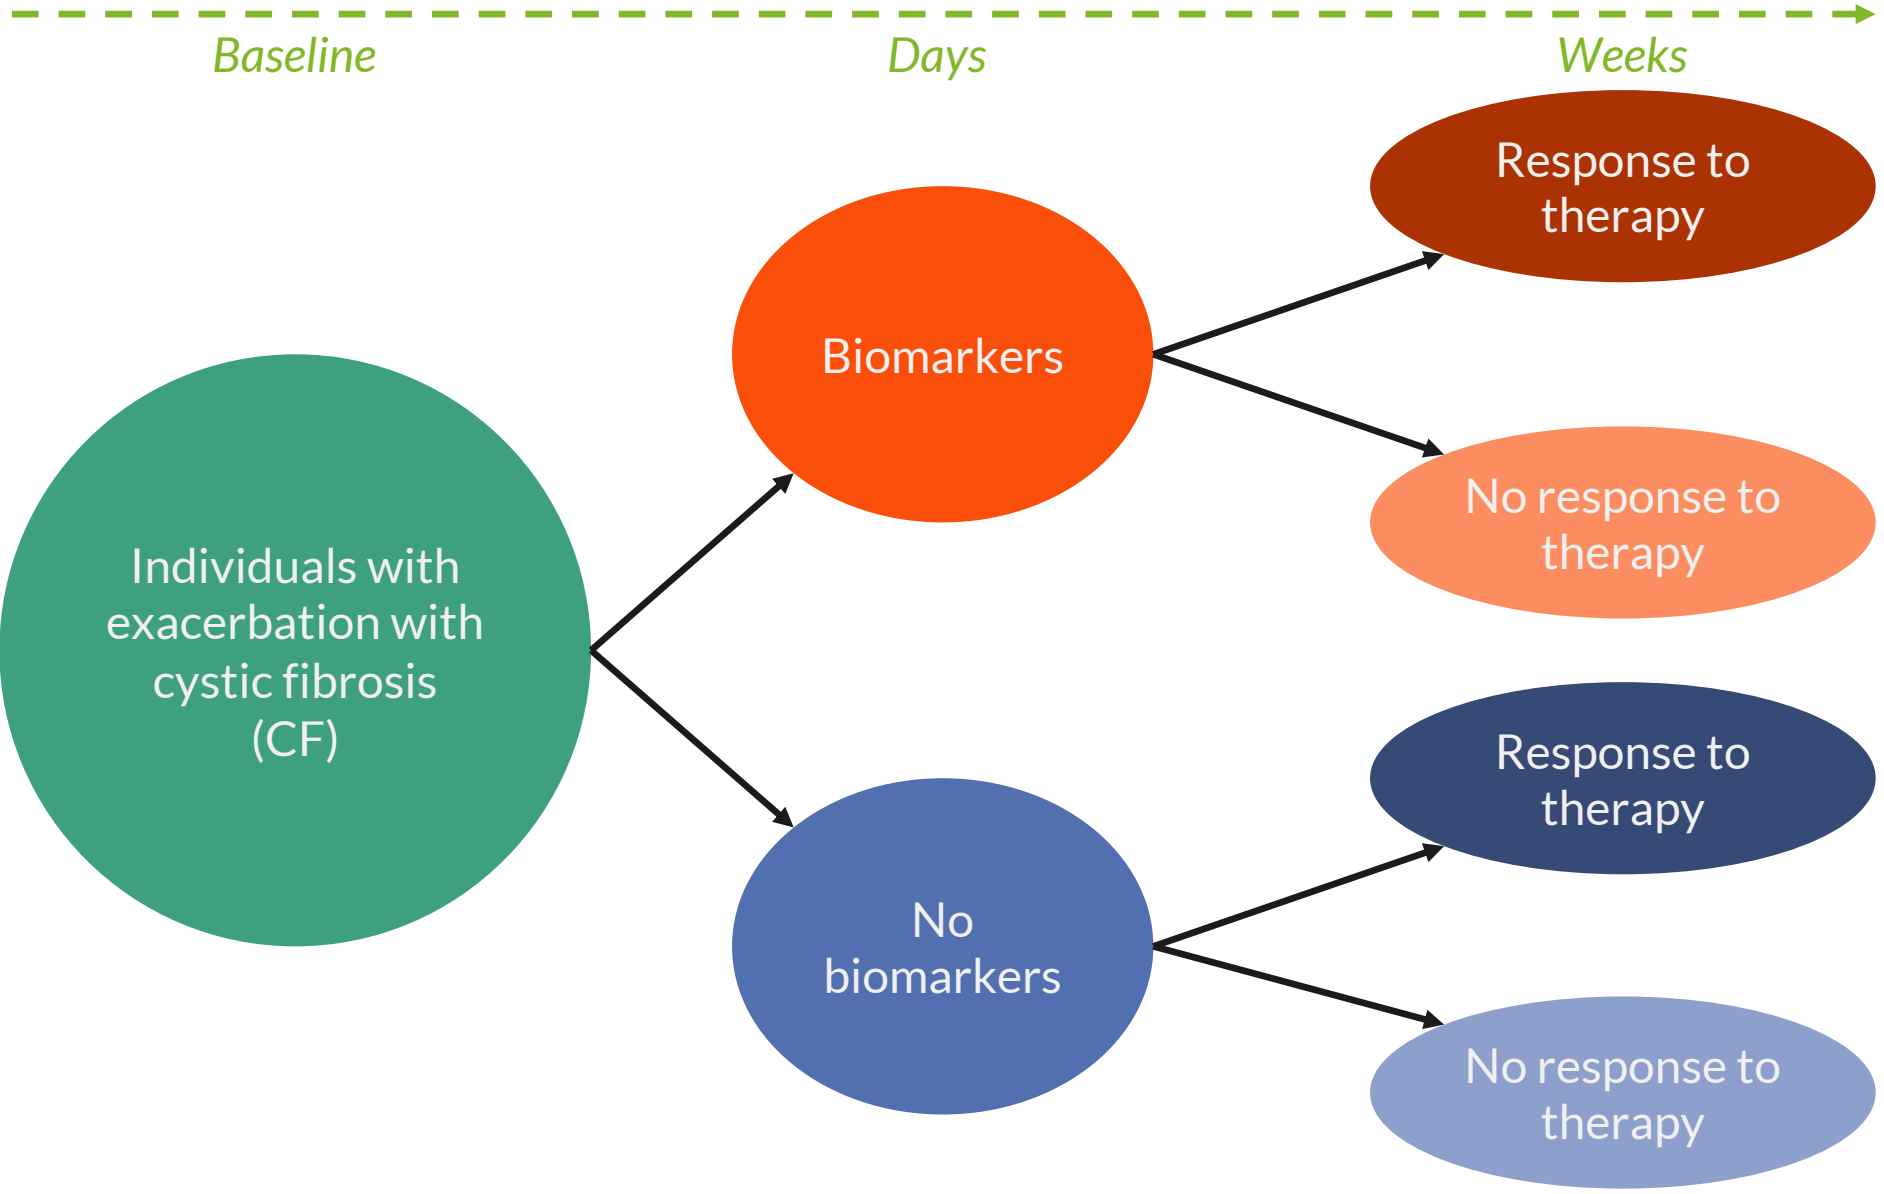 Baseline
Days
Weeks
Individuals with
exacerbation with
cystic fibrosis
(CF)
Biomarkers
No
biomarkers
Response to
therapy
No response to
therapy
Response to
therapy
No response to
therapy